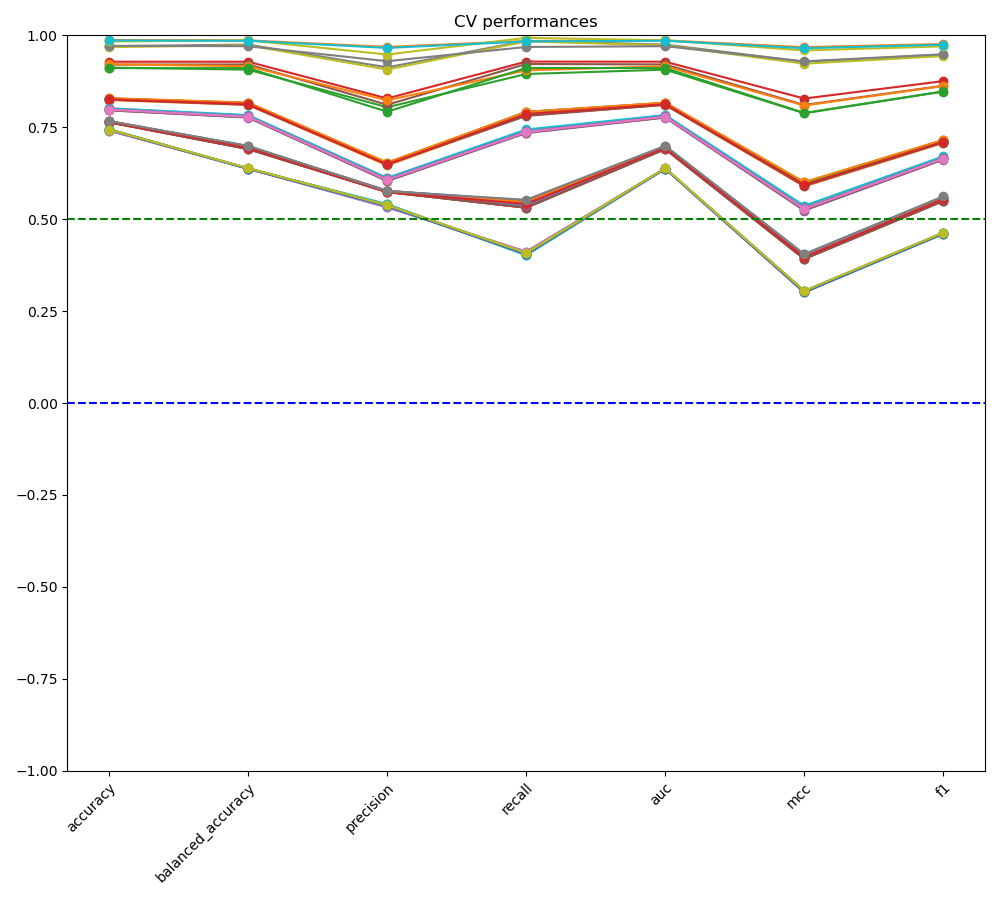 CV performances
1.00
0.75
0.50
0.25
0.00
−0.25
−0.50
−0.75
−1.00
accuracy
balanced_accuracy
precision
recall
auc
mcc
f1